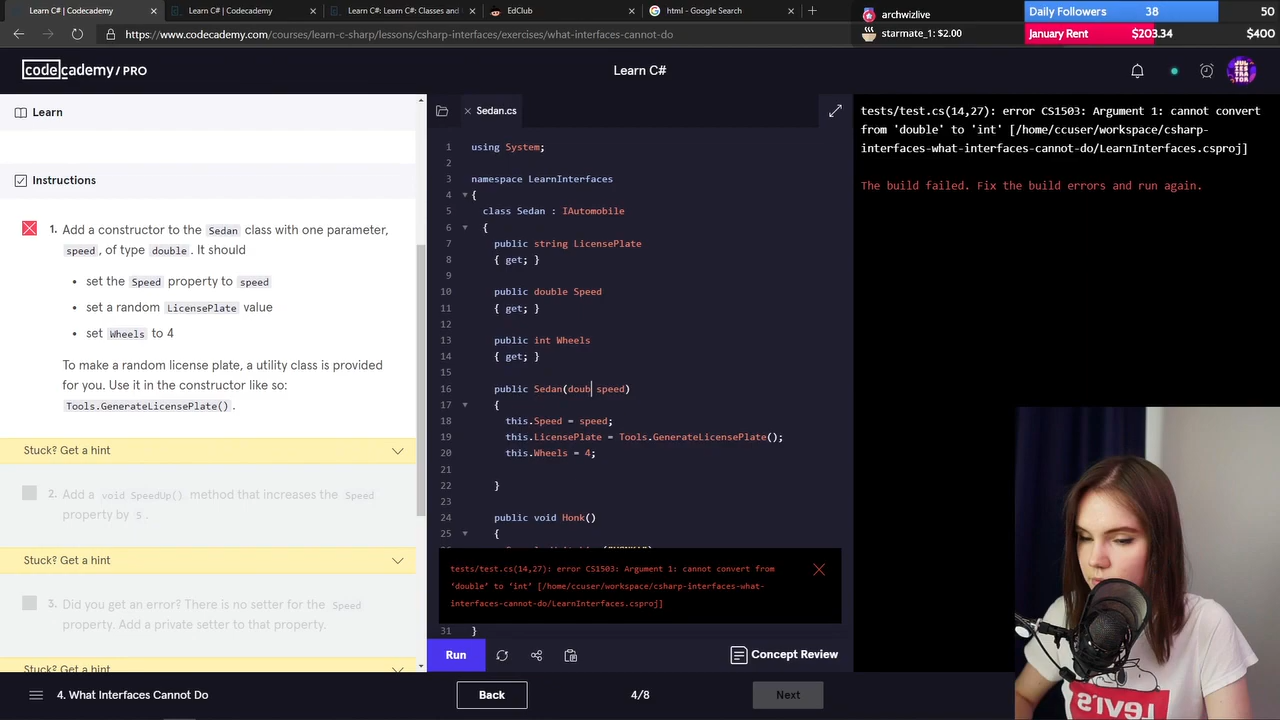 Learn C# | Codecademy
Learn C# | Codecademy
Learn C#: Learn C#: Classes and
EdClub
html - Google Search
https://www.codecademy.com/courses/learn-c-sharp/lessons/csharp-interfaces/exercises/what-interfaces-cannot-do
archwizlive
starmate_1: $2.00
Daily Followers 38 50
January Rent $203.34 $400
codecademy / PRO
Learn C#
Learn
Instructions
1. Add a constructor to the Sedan class with one parameter,
speed, of type double. It should
• set the Speed property to speed
• set a random LicensePlate value
• set Wheels to 4
To make a random license plate, a utility class is provided
for you. Use it in the constructor like so:
Tools.GenerateLicensePlate().
Stuck? Get a hint
2. Add a void SpeedUp() method that increases the Speed
property by 5.
Stuck? Get a hint
3. Did you get an error? There is no setter for the Speed
property. Add a private setter to that property.
Stuck? Get a hint
Sedan.cs
1 using System;
2
3 namespace LearnInterfaces
4 {
5 class Sedan : IAutomobile
6 {
7 public string LicensePlate
8 { get; }
9
10 public double Speed
11 { get; }
12
13 public int Wheels
14 { get; }
15
16 public Sedan(doub speed)
17 {
18 this.Speed = speed;
19 this.LicensePlate = Tools.GenerateLicensePlate();
20 this.Wheels = 4;
21
22 }
23
24 public void Honk()
25 {
31 }
tests/test.cs(14,27): error CS1503: Argument 1: cannot convert from
‘double’ to ‘int’ [/home/ccuser/workspace/csharp-interfaces-what-
interfaces-cannot-do/LearnInterfaces.csproj]
Run
Concept Review
tests/test.cs(14,27): error CS1503: Argument 1: cannot convert
from 'double' to 'int' [/home/ccuser/workspace/csharp-
interfaces-what-interfaces-cannot-do/LearnInterfaces.csproj]
The build failed. Fix the build errors and run again.
4. What Interfaces Cannot Do
Back
4/8
Next
LEVI'S